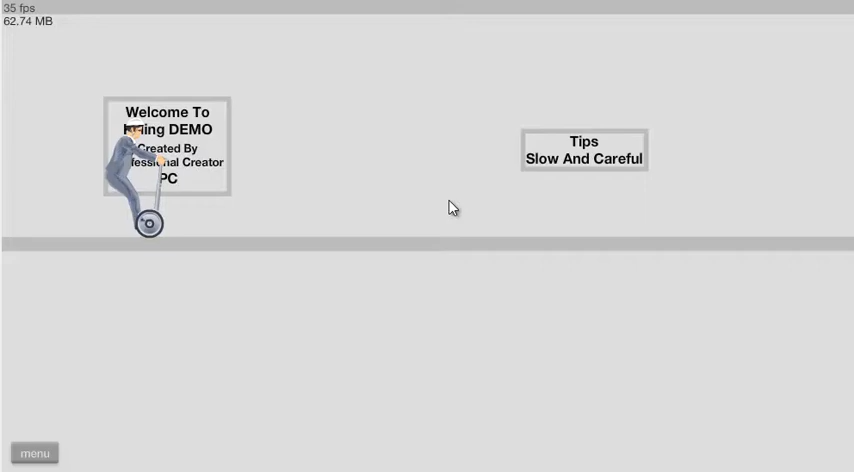 35 fps
62.74 MB
Welcome To
DEMO
Created By
Creator
PC
Tips
Slow And Careful
menu